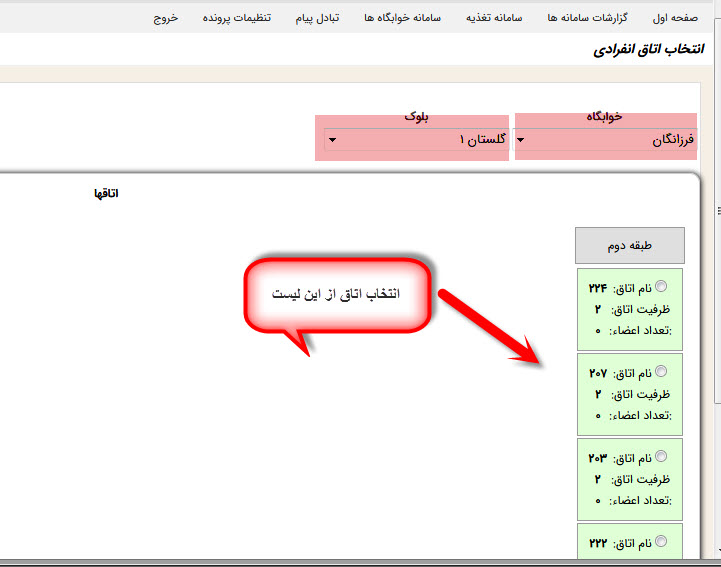 صفحه اول گزارشات سامانه ها سامانه تغذیه سامانه خوابگاه ها تبادل پیام تنظیمات پرونده خروج
انتخاب اتاق انفرادی
خوابگاه بلوک
فرزانگان گلستان ۱
اتاقها
طبقه دوم
انتخاب اتاق از این لیست
نام اتاق: ۲۲۴
ظرفیت اتاق: ۲
تعداد اعضاء: ۰
نام اتاق: ۲۰۷
ظرفیت اتاق: ۲
تعداد اعضاء: ۰
نام اتاق: ۲۰۳
ظرفیت اتاق: ۲
تعداد اعضاء: ۰
نام اتاق: ۲۲۲